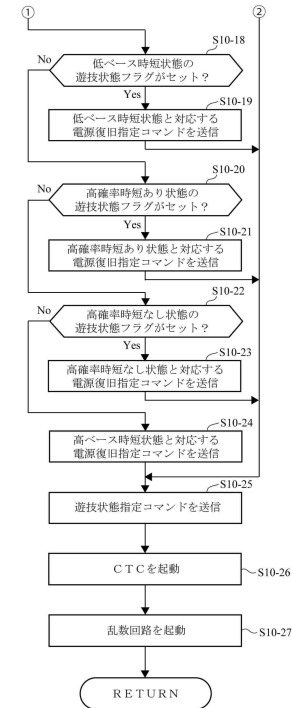 ①
②
S10-18
低ベース時短状態の
遊技状態フラグがセット？
No
Yes
S10-19
低ベース時短状態と対応する
電源復旧指定コマンドを送信
S10-20
高確率時短あり状態の
遊技状態フラグがセット？
No
Yes
S10-21
高確率時短あり状態と対応する
電源復旧指定コマンドを送信
S10-22
高確率時短なし状態の
遊技状態フラグがセット？
No
Yes
S10-23
高確率時短なし状態と対応する
電源復旧指定コマンドを送信
S10-24
高ベース時短状態と対応する
電源復旧指定コマンドを送信
S10-25
遊技状態指定コマンドを送信
ＣＴＣを起動
S10-26
乱数回路を起動
S10-27
ＲＥＴＵＲＮ